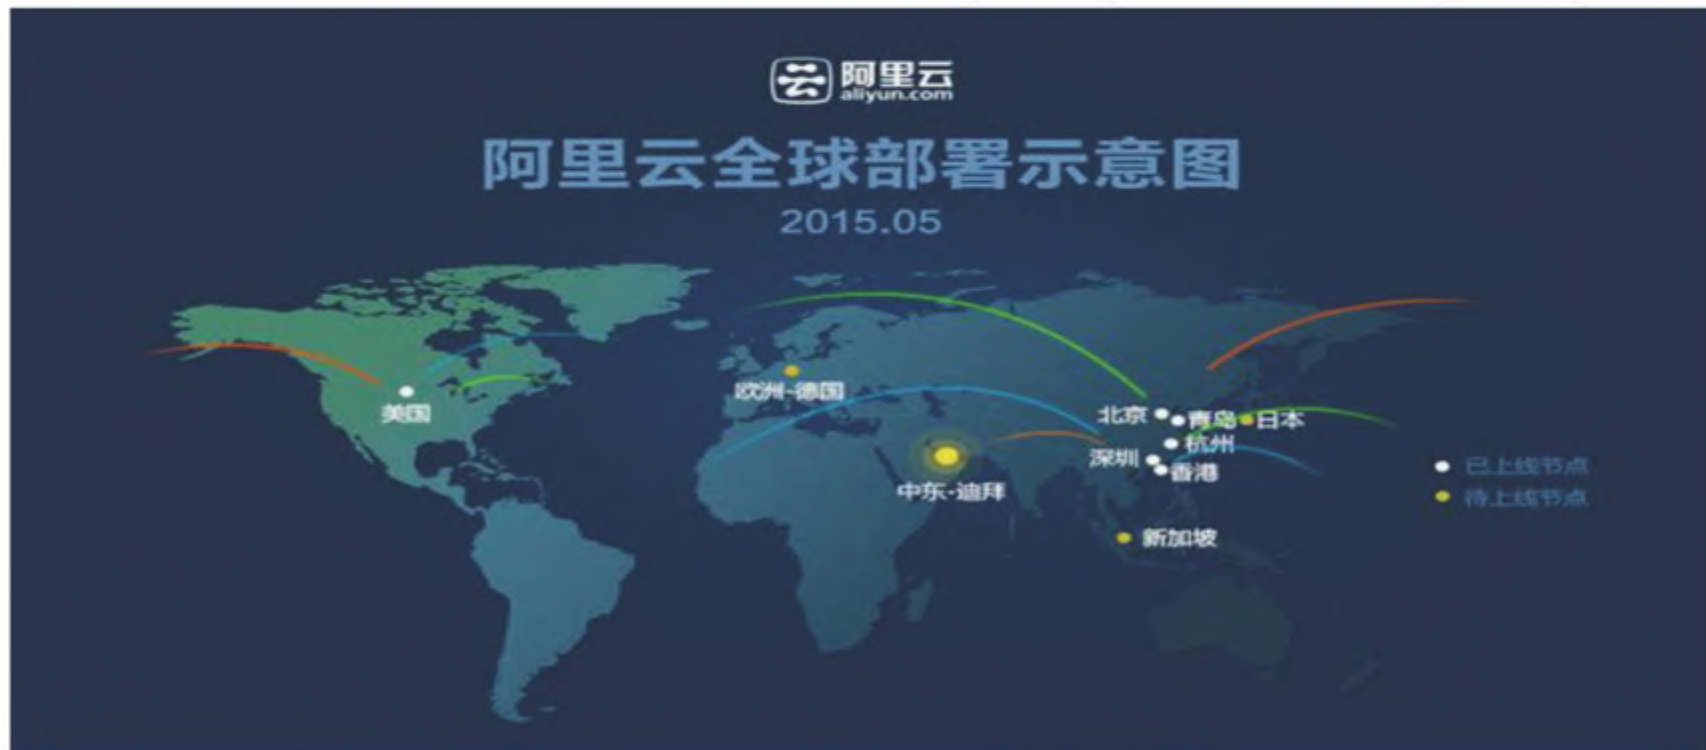 阿里云
aliyun.com
阿里云全球部署示意图
2015.05
美国
欧洲-德国
中东-迪拜
北京
青岛
日本
杭州
深圳
香港
新加坡
已上线节点
待上线节点